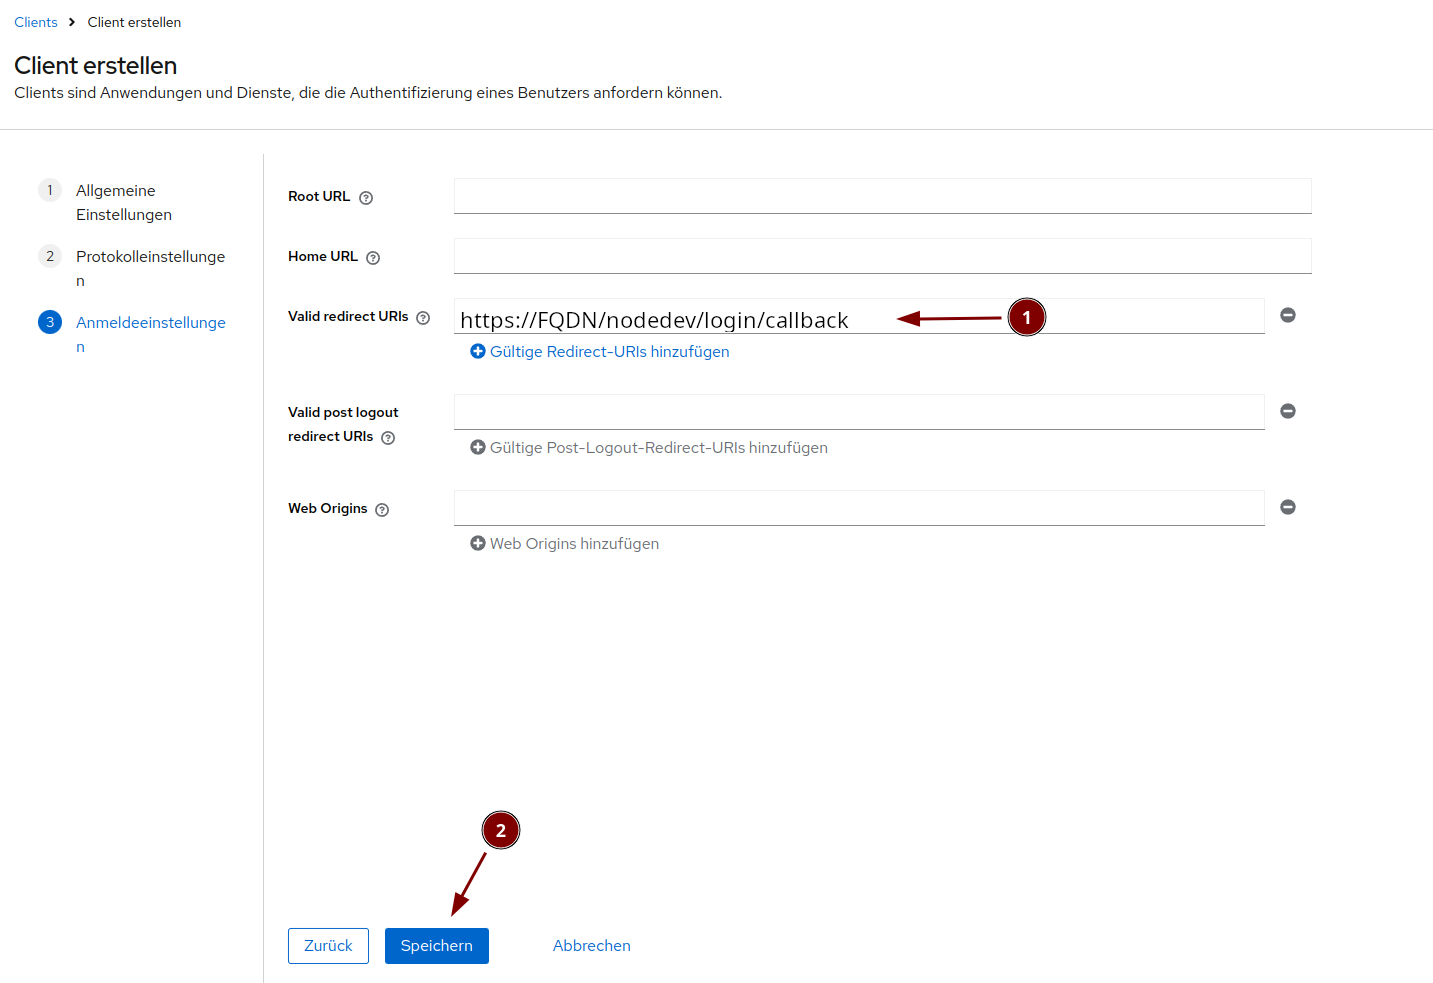 Clients > Client erstellen
Client erstellen
Clients sind Anwendungen und Dienste, die die Authentifizierung eines Benutzers anfordern können.
1 Allgemeine
Einstellungen
2 Protokolleinstellunge
n
3 Anmeldeeinstellunge
n
Root URL ?
Home URL ?
Valid redirect URIs ? https://FQDN/nodedev/login/callback 1
Gültige Redirect-URIs hinzufügen
Valid post logout
redirect URIs ?
Gültige Post-Logout-Redirect-URIs hinzufügen
Web Origins ?
Web Origins hinzufügen
2
Zurück Speichern Abbrechen